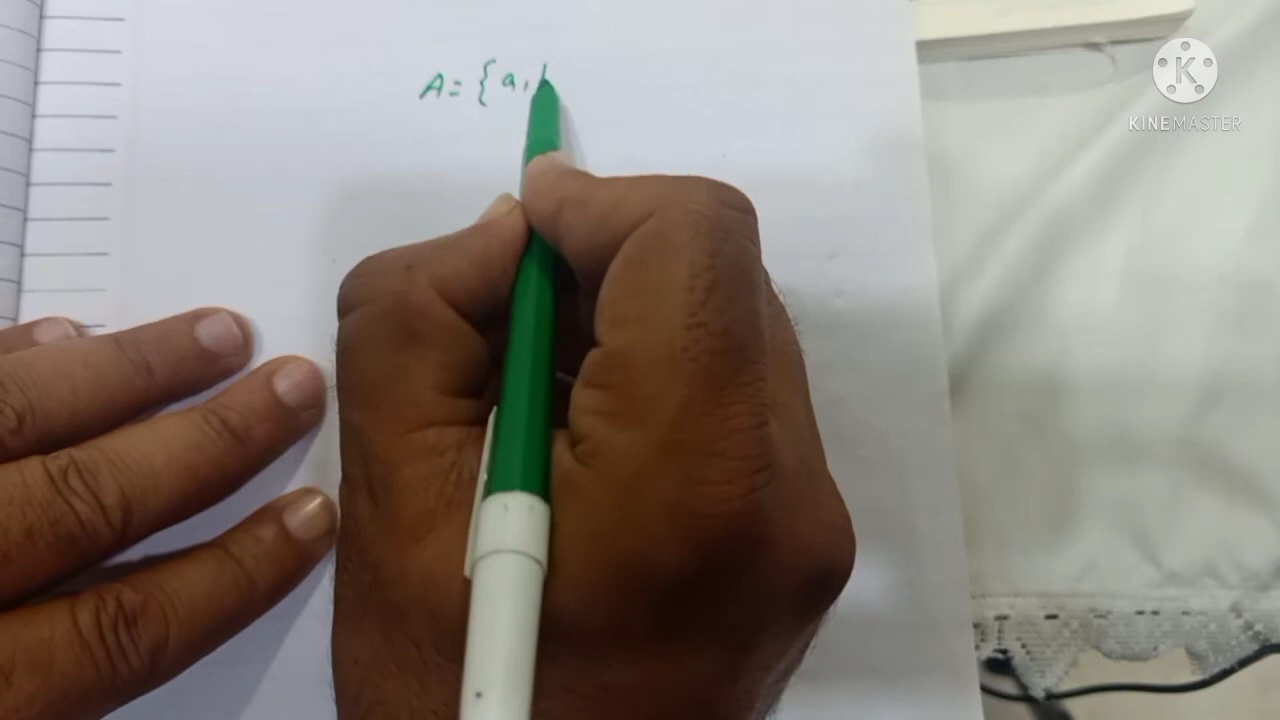 A = { a,
K
KINEMASTER